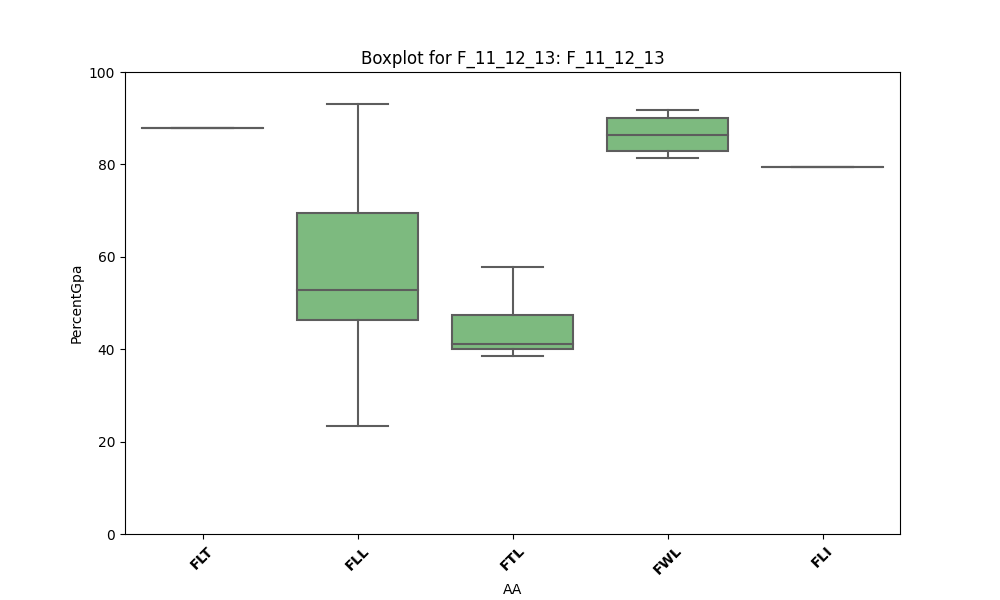 Boxplot for F_11_12_13: F_11_12_13
100
80
60
40
20
0
PercentGpa
FLT
FLL
FTL
FWL
FLI
AA